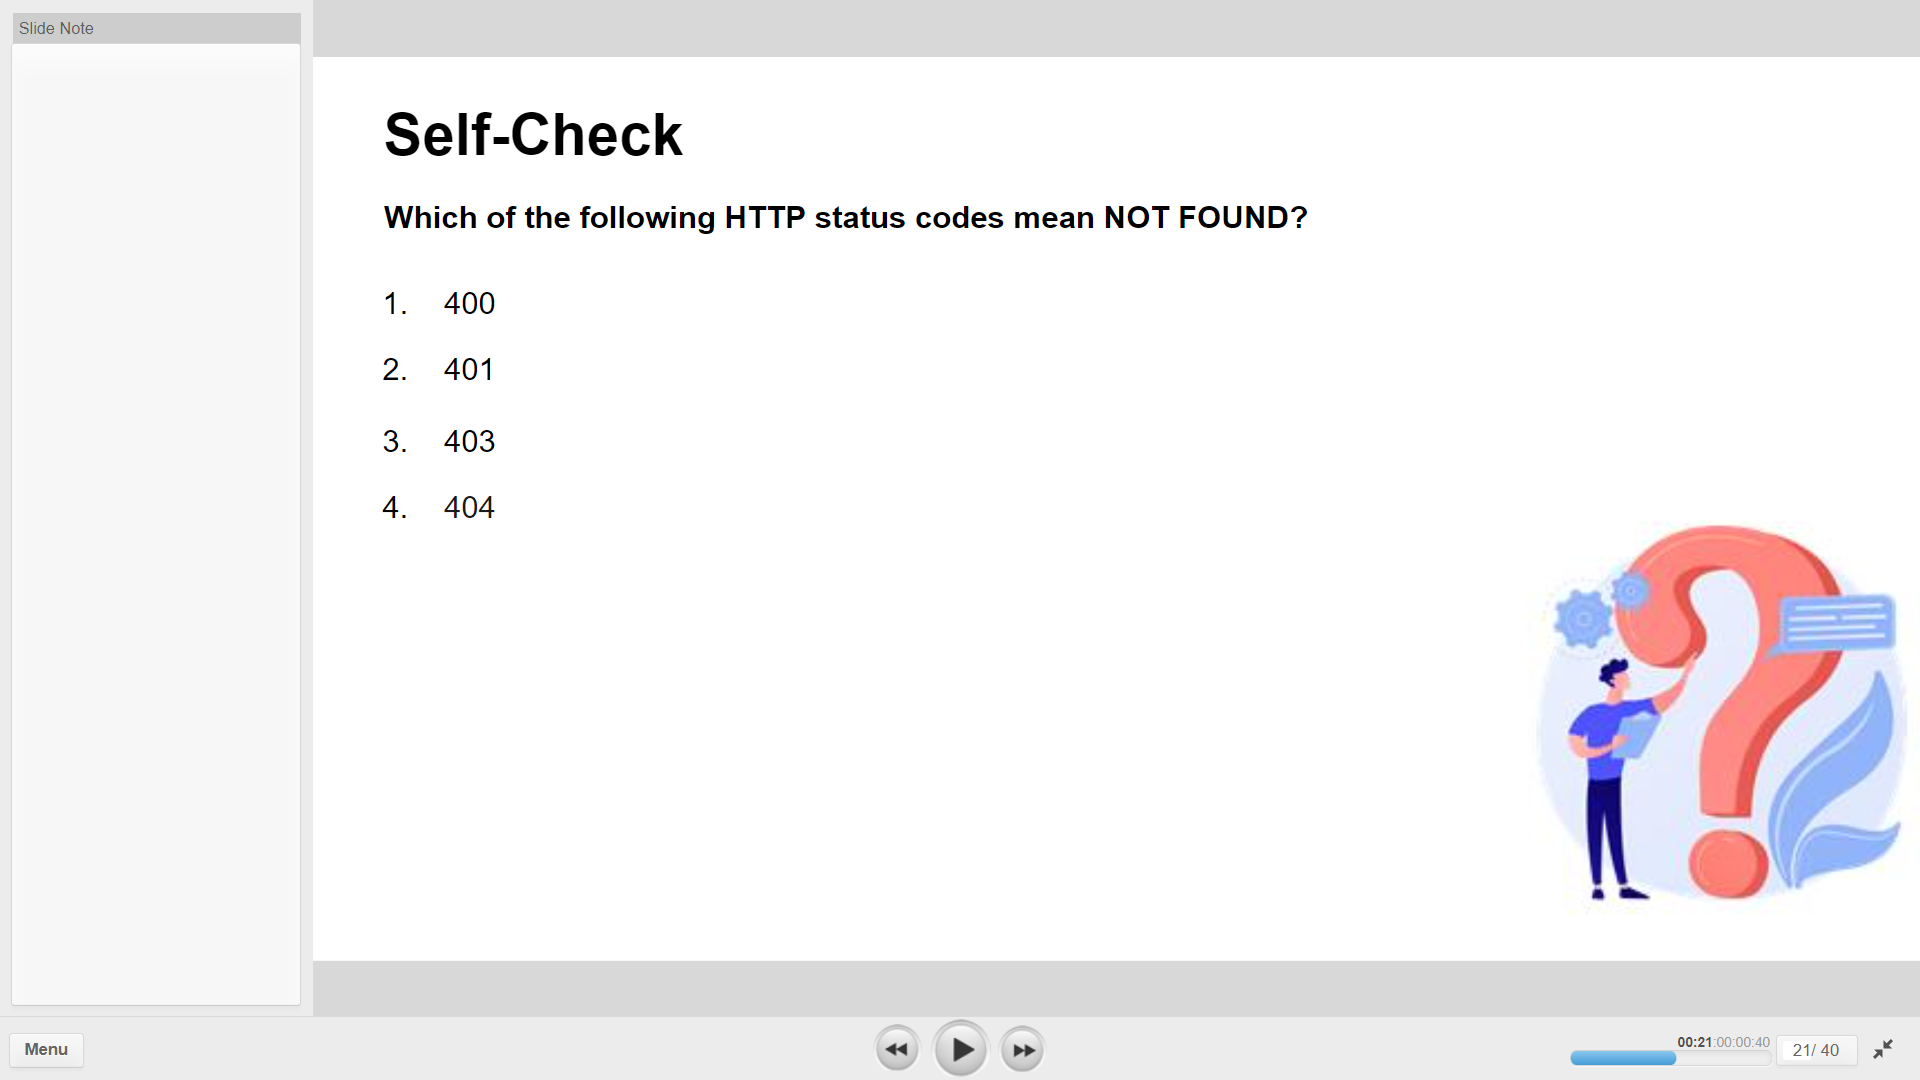 Slide Note
Self-Check
Which of the following HTTP status codes mean NOT FOUND?
1. 400
2. 401
3. 403
4. 404
Menu
00:21:00:00:40
21/ 40